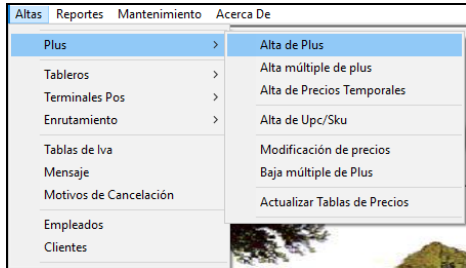 Altas Reportes Mantenimiento Acerca De
Plus
Tableros
Terminales Pos
Enrutamiento
Tablas de Iva
Mensaje
Motivos de Cancelación
Empleados
Clientes
Alta de Plus
Alta múltiple de plus
Alta de Precios Temporales
Alta de Upc/Sku
Modificación de precios
Baja múltiple de Plus
Actualizar Tablas de Precios